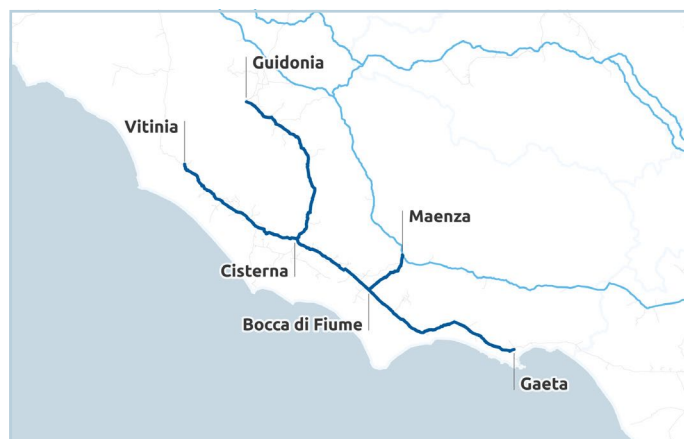 Guidonia
Vitinia
Maenza
Cisterna
Bocca di Fiume
Gaeta